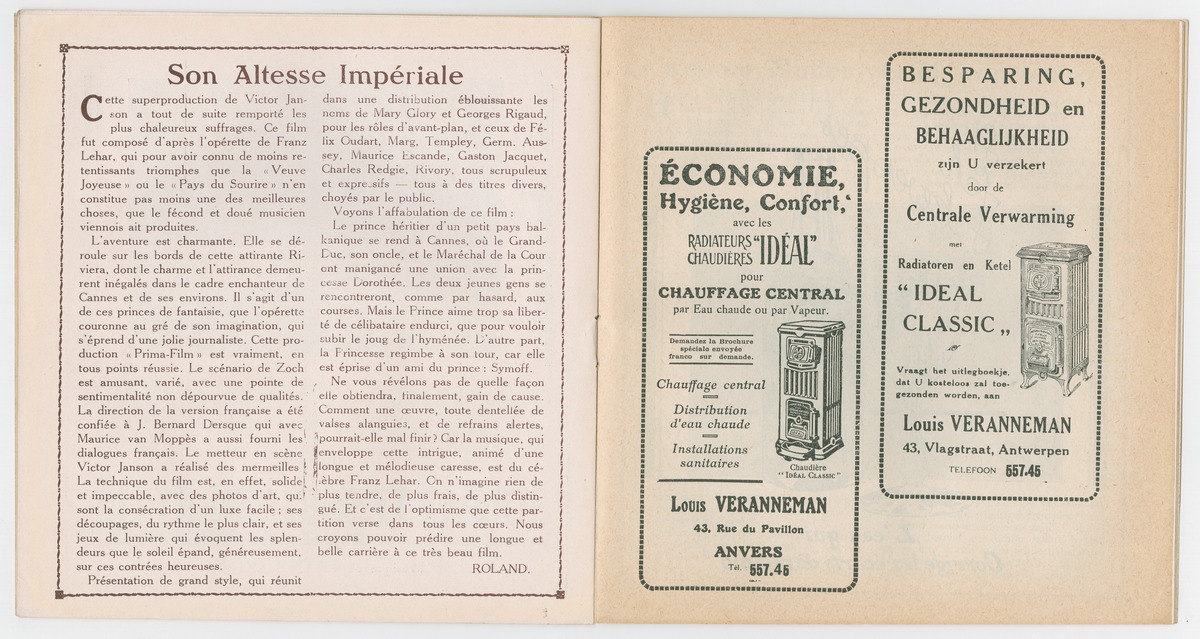 Son Altesse Impériale
Cette superproduction de Victor Jan-
son a tout de suite remporté les
plus chaleureux suffrages. Ce film
fut composé d'après l'opérette de Franz
Lehar, qui pour avoir connu de moins re-
tentissants triomphes que la « Veuve
Joyeuse » ou le « Pays du Sourire » n'en
constitue pas moins une des meilleures
choses, que le fécond et doué musicien
viennois ait produites.
L'aventure est charmante. Elle se dé-
roule sur les bords de cette attirante Ri-
viera, dont le charme et l'attirance demeu-
rent inégalés dans le cadre enchanteur de
Cannes et de ses environs. Il s'agit d'un
de ces princes de fantaisie, que l'opérette
couronne au gré de son imagination, qui
s'éprend d'une jolie journaliste. Cette pro-
duction « Prima-Film » est vraiment, en
tous points réussie. Le scénario de Zoch
est amusant, varié, avec une pointe de
sentimentalité non dépourvue de qualités.
La direction de la version française a été
confiée à J. Bernard Dersque qui avec
Maurice van Moppès a aussi fourni les
dialogues français. Le metteur en scène
Victor Janson a réalisé des mermeilles
La technique du film est, en effet, solide
et impeccable, avec des photos d'art, qui
sont la consécration d'un luxe facile ; ses
découpages, du rythme le plus clair, et ses
jeux de lumière qui évoquent les splen-
deurs que le soleil épand, généreusement,
sur ces contrées heureuses.
Présentation de grand style, qui réunit
dans une distribution éblouissante les
noms de Mary Glory et Georges Rigaud,
pour les rôles d'avant-plan, et ceux de Fé-
lix Oudart, Marg, Templey, Germ. Aus-
sey, Maurice Escande, Gaston Jacquet,
Charles Redgie, Rivory, tous scrupuleux
et expressifs — tous à des titres divers,
choyés par le public.
Voyons l'affabulation de ce film :
Le prince héritier d'un petit pays bal-
kanique se rend à Cannes, où le Grand-
Duc, son oncle, et le Maréchal de la Cour
ont manigancé une union avec la prin-
cesse Dorothée. Les deux jeunes gens se
rencontreront, comme par hasard, aux
courses. Mais le Prince aime trop sa liber-
té de célibataire endurci, que pour vouloir
subir le joug de l'hyménée. D'autre part,
la Princesse regimbe à son tour, car elle
est éprise d'un ami du prince : Symoff.
Ne vous révélons pas de quelle façon
elle obtiendra, finalement, gain de cause.
Comment une œuvre, toute dentellée de
valses alanguies, et de refrains alertes,
pourrait-elle mal finir ? Car la musique, qui
enveloppe cette intrigue, animé d'une
longue et mélodieuse caresse, est du cé-
lèbre Franz Lehar. On n'imagine rien de
plus tendre, de plus frais, de plus distin-
gué. Et c'est de l'optimisme que cette par-
tition verse dans tous les cœurs. Nous
croyons pouvoir prédire une longue et
belle carrière à ce très beau film.
ROLAND.
ÉCONOMIE,
Hygiène, Confort,
avec les
RADIATEURS "IDÉAL"
CHAUDIÈRES
pour
CHAUFFAGE CENTRAL
par Eau chaude ou par Vapeur.
Demandez la Brochure
spéciale envoyée
franco sur demande.
Chauffage central
Distribution
d'eau chaude
Installations
sanitaires
Chaudière
"IDÉAL CLASSIC"
LOUIS VERANNEMAN
43, Rue du Pavillon
ANVERS
Tél. : 557.45
BESPARING,
GEZONDHEID en
BEHAAGLIJKHEID
zijn U verzekert
door de
Centrale Verwarming
met
Radiatoren en Ketel
“ IDEAL
CLASSIC „
Vraagt het uitlegboekje,
dat U kosteloos zal toe-
gezonden worden, aan
Louis VERANNEMAN
43, Vlagstraat, Antwerpen
TELEFOON 557.45